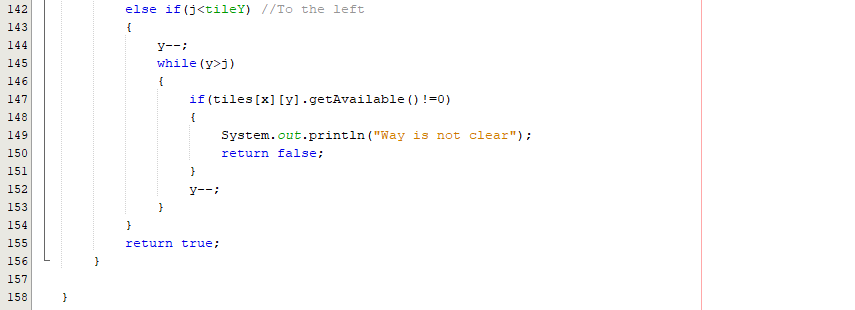 142 else if(j<tileY) //To the left
143 {
144 y--;
145 while(y>j)
146 {
147 if(tiles[x][y].getAvailable()!=0)
148 {
149 System.out.println("Way is not clear");
150 return false;
151 }
152 y--;
153 }
154 }
155 return true;
156 }
157
158 }